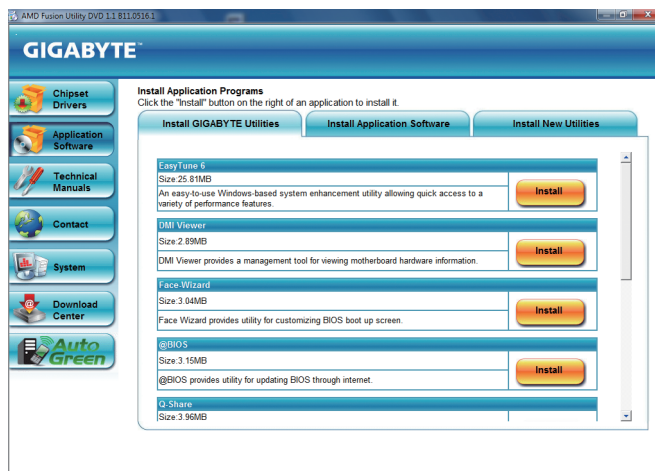 AMD Fusion Utility DVD 1.1 B11.0516.1
GIGABYTE™
Chipset
Drivers
Application
Software
Technical
Manuals
Contact
System
Download
Center
Auto
Green
Install Application Programs
Click the "Install" button on the right of an application to install it.
Install GIGABYTE Utilities
Install Application Software
Install New Utilities
EasyTune 6
Size:25.81MB
An easy-to-use Windows-based system enhancement utility allowing quick access to a
variety of performance features.
Install
DMI Viewer
Size:2.89MB
DMI Viewer provides a management tool for viewing motherboard hardware information.
Install
Face-Wizard
Size:3.04MB
Face Wizard provides utility for customizing BIOS boot up screen.
Install
@BIOS
Size:3.15MB
@BIOS provides utility for updating BIOS through internet.
Install
Q-Share
Size:3.96MB